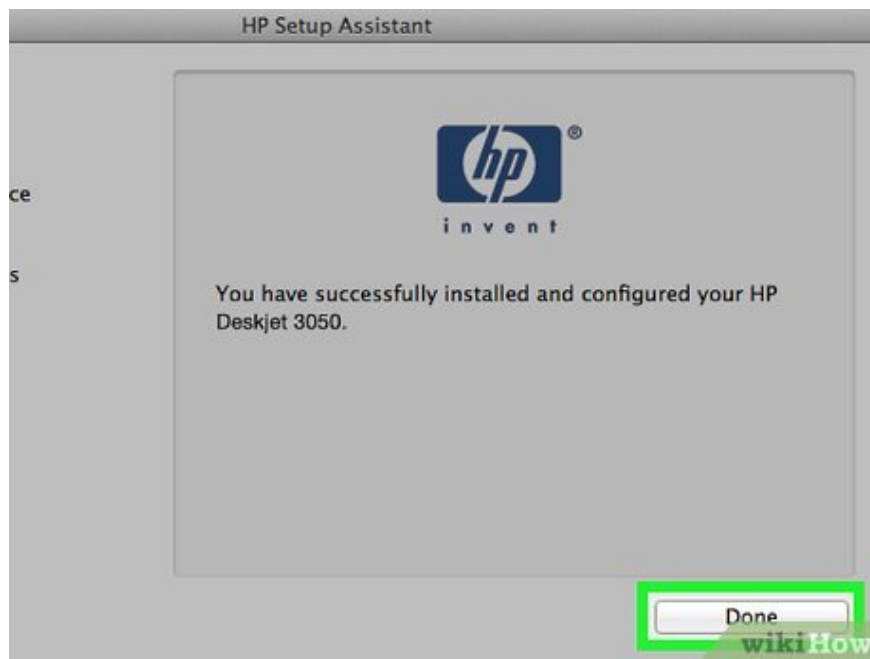 HP Setup Assistant
hp ®
invent
ce
s
You have successfully installed and configured your HP
Deskjet 3050.
Done
wikiHow